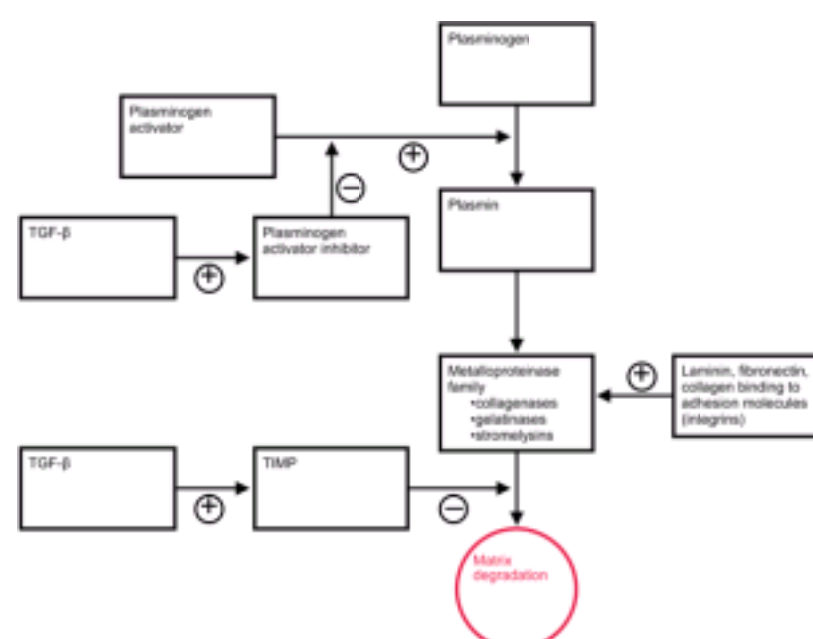 Plasminogen
Plasminogen
activator
⊕
⊖
Plasmin
TGF-β
Plasminogen
activator inhibitor
⊕
Metalloproteinase
family
•collagenases
•gelatinases
•stromelysins
⊕
Laminin, fibronectin,
collagen binding to
adhesion molecules
(integrins)
TGF-β
TIMP
⊕
⊖
Matrix
degradation